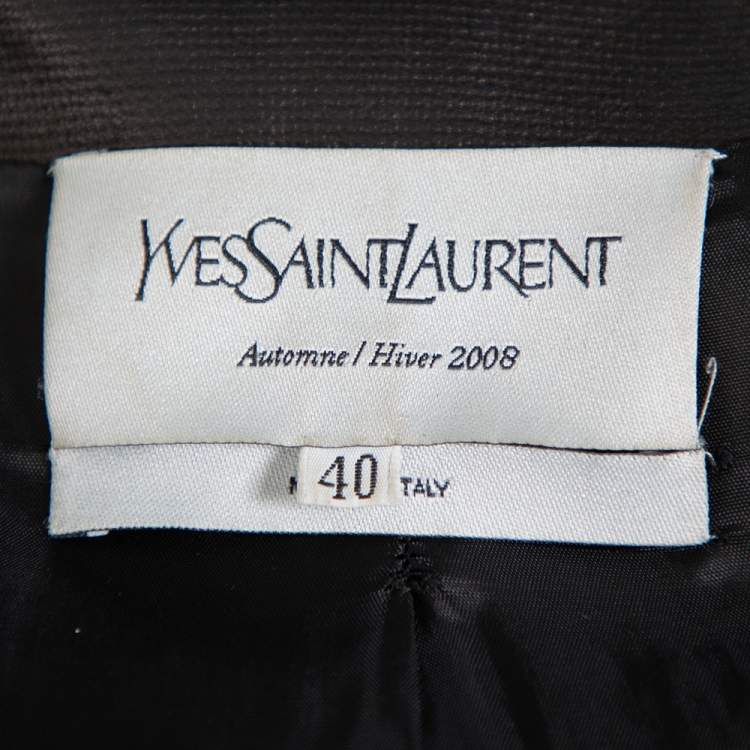 YVESSAINTLAURENT
Automne / Hiver 2008
40 TALY